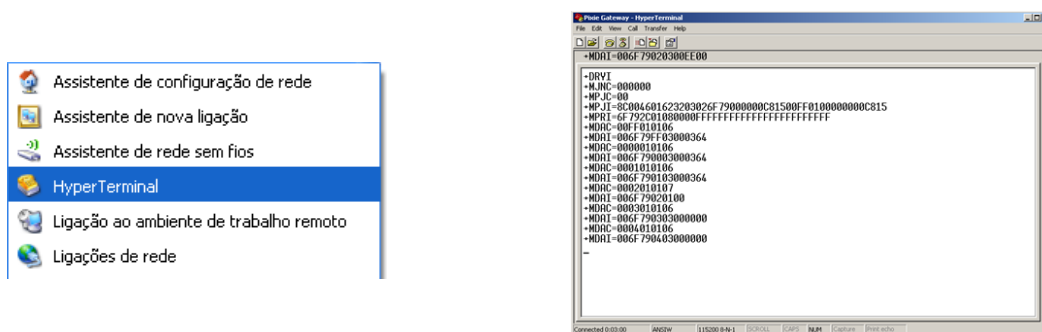 Assistente de configuração de rede
Assistente de nova ligação
Assistente de rede sem fios
HyperTerminal
Ligação ao ambiente de trabalho remoto
Ligações de rede
Pixie Gateway - HyperTerminal
File Edit View Call Transfer Help
+MDAI=006F79020300EE00
+DRYI
+MJNC=000000
+MPJC=00
+MPJI=8C004601623203026F79000000C81500FF0100000000C815
+MPRI=6F792C01080000FFFFFFFFFFFFFFFFFFFFFFFF
+MDAC=00FF010106
+MDAI=006F79FF03000364
+MDAC=0000010106
+MDAI=006F790003000364
+MDAC=0001010106
+MDAI=006F790103000364
+MDAC=0002010107
+MDAI=006F79020100
+MDAC=0003010106
+MDAI=006F790303000000
+MDAC=0004010106
+MDAI=006F790403000000
Connected 0:03:00 ANSIW 115200 8-N-1 SCROLL CAPS NUM Capture Print echo